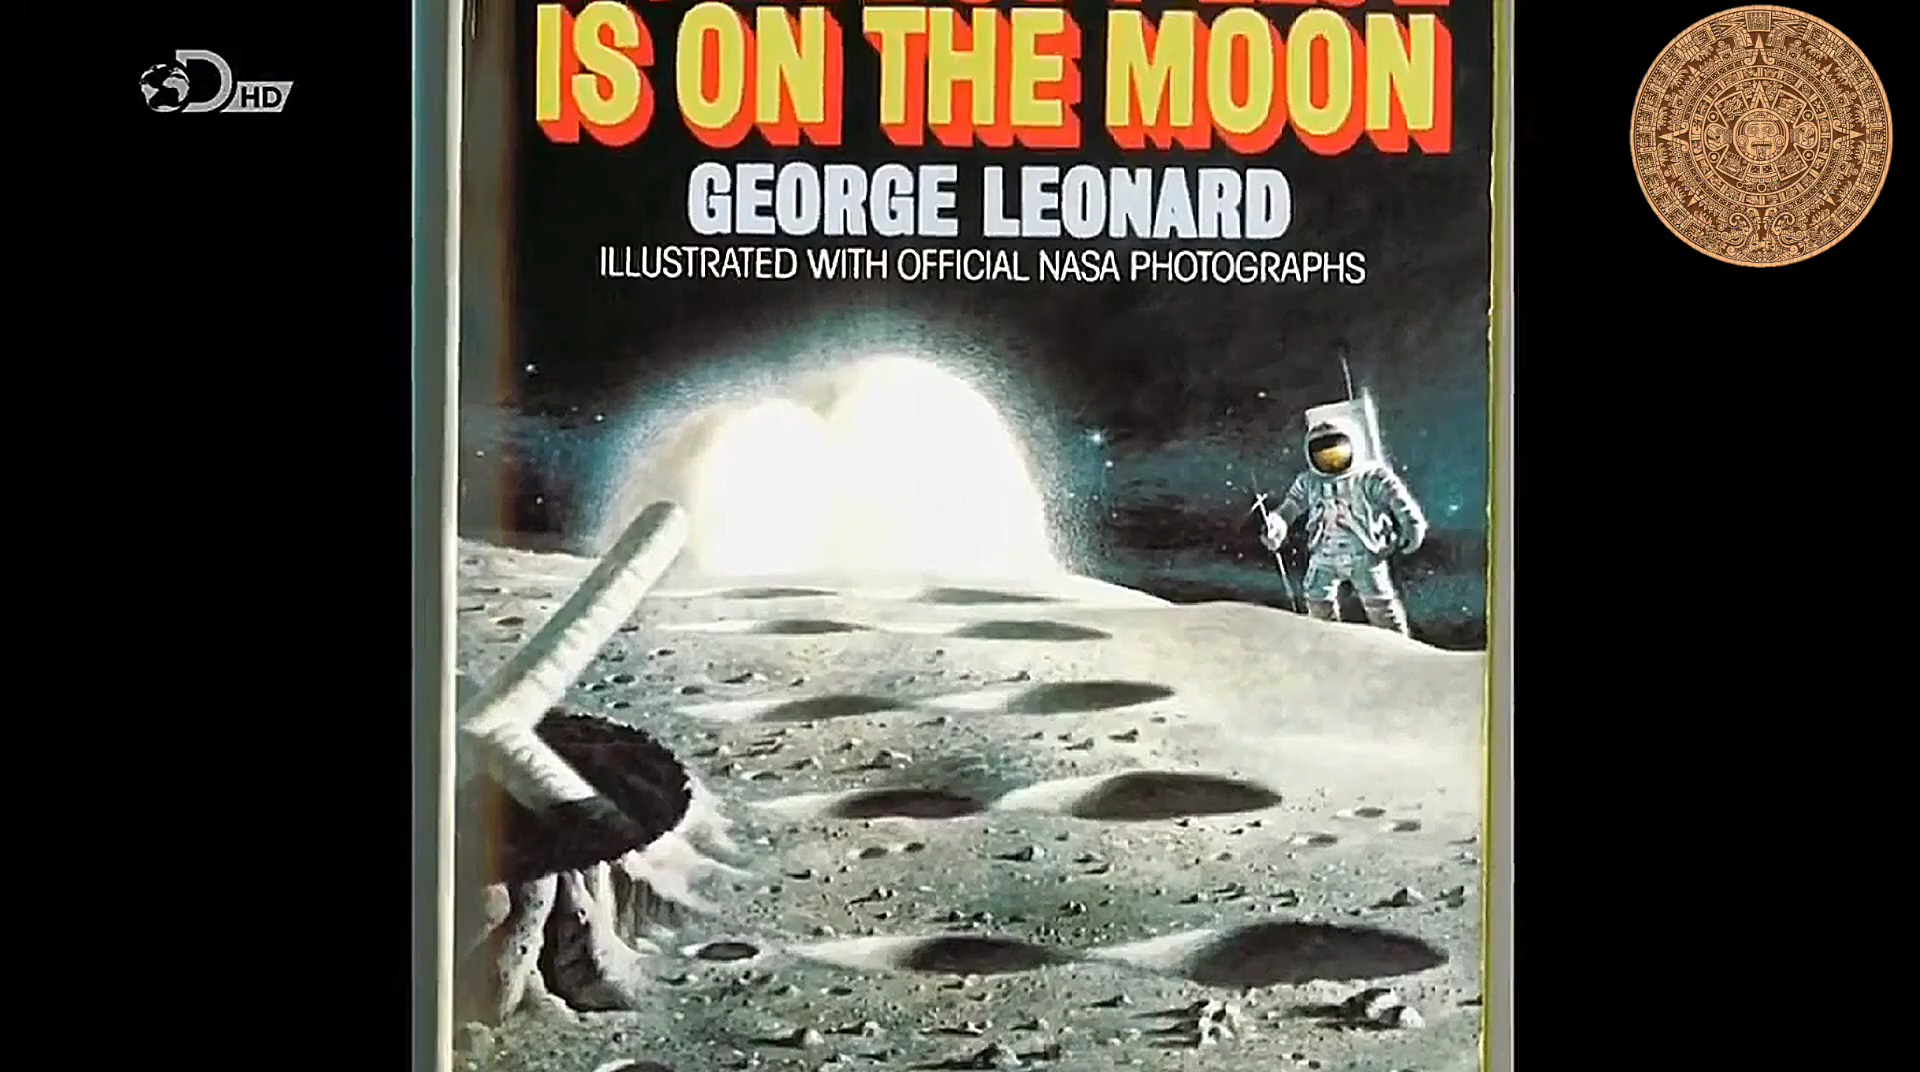 IS ON THE MOON
GEORGE LEONARD
ILLUSTRATED WITH OFFICIAL NASA PHOTOGRAPHS
HD